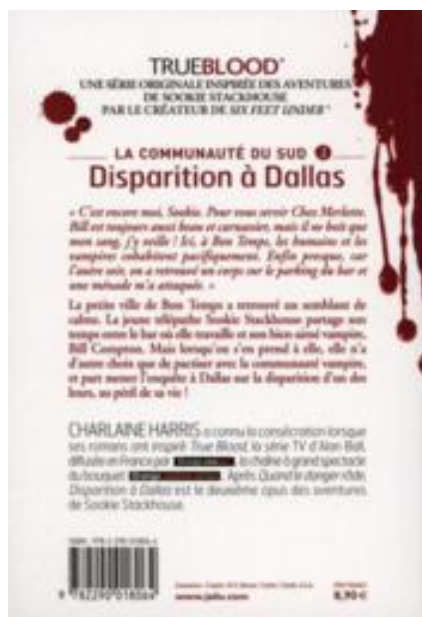 TRUEBLOOD
UNE SÉRIE ORIGINALE INSPIRÉE DES AVENTURES
DE SOOKIE STACKHOUSE
PAR LE CRÉATEUR DE SIX FEET UNDER
LA COMMUNAUTÉ DU SUD 2
Disparition à Dallas
« C'est encore moi, Sookie. Pour vous servir Chez Merlotte.
Bill est toujours aussi beau et carnassier, mais il ne boit que
mon sang, j'y veille ! Ici, à Bon Temps, les humains et les
vampires cohabitent pacifiquement. Enfin presque, car
l'autre soir, on a retrouvé un corps sur le parking du bar et
une ménade m'a attaquée. »
La petite ville de Bon Temps a retrouvé un semblant de
calme. La jeune télépathe Sookie Stackhouse partage son
temps entre le bar où elle travaille et son bien-aimé vampire,
Bill Compton. Mais lorsqu'on s'en prend à elle, elle n'a
d'autre choix que de pactiser avec la communauté vampire,
et part mener l'enquête à Dallas sur la disparition d'un des
leurs, au péril de sa vie !
CHARLAINE HARRIS a connu la consécration lorsque
ses romans ont inspiré True Blood, la série TV d'Alan Ball,
diffusée en France par la chaîne à grand spectacle
du bouquet Orange. Après Quand le danger rôde,
Disparition à Dallas est le deuxième opus des aventures
de Sookie Stackhouse.
9 782290 018064
www.jailu.com
8,90 €